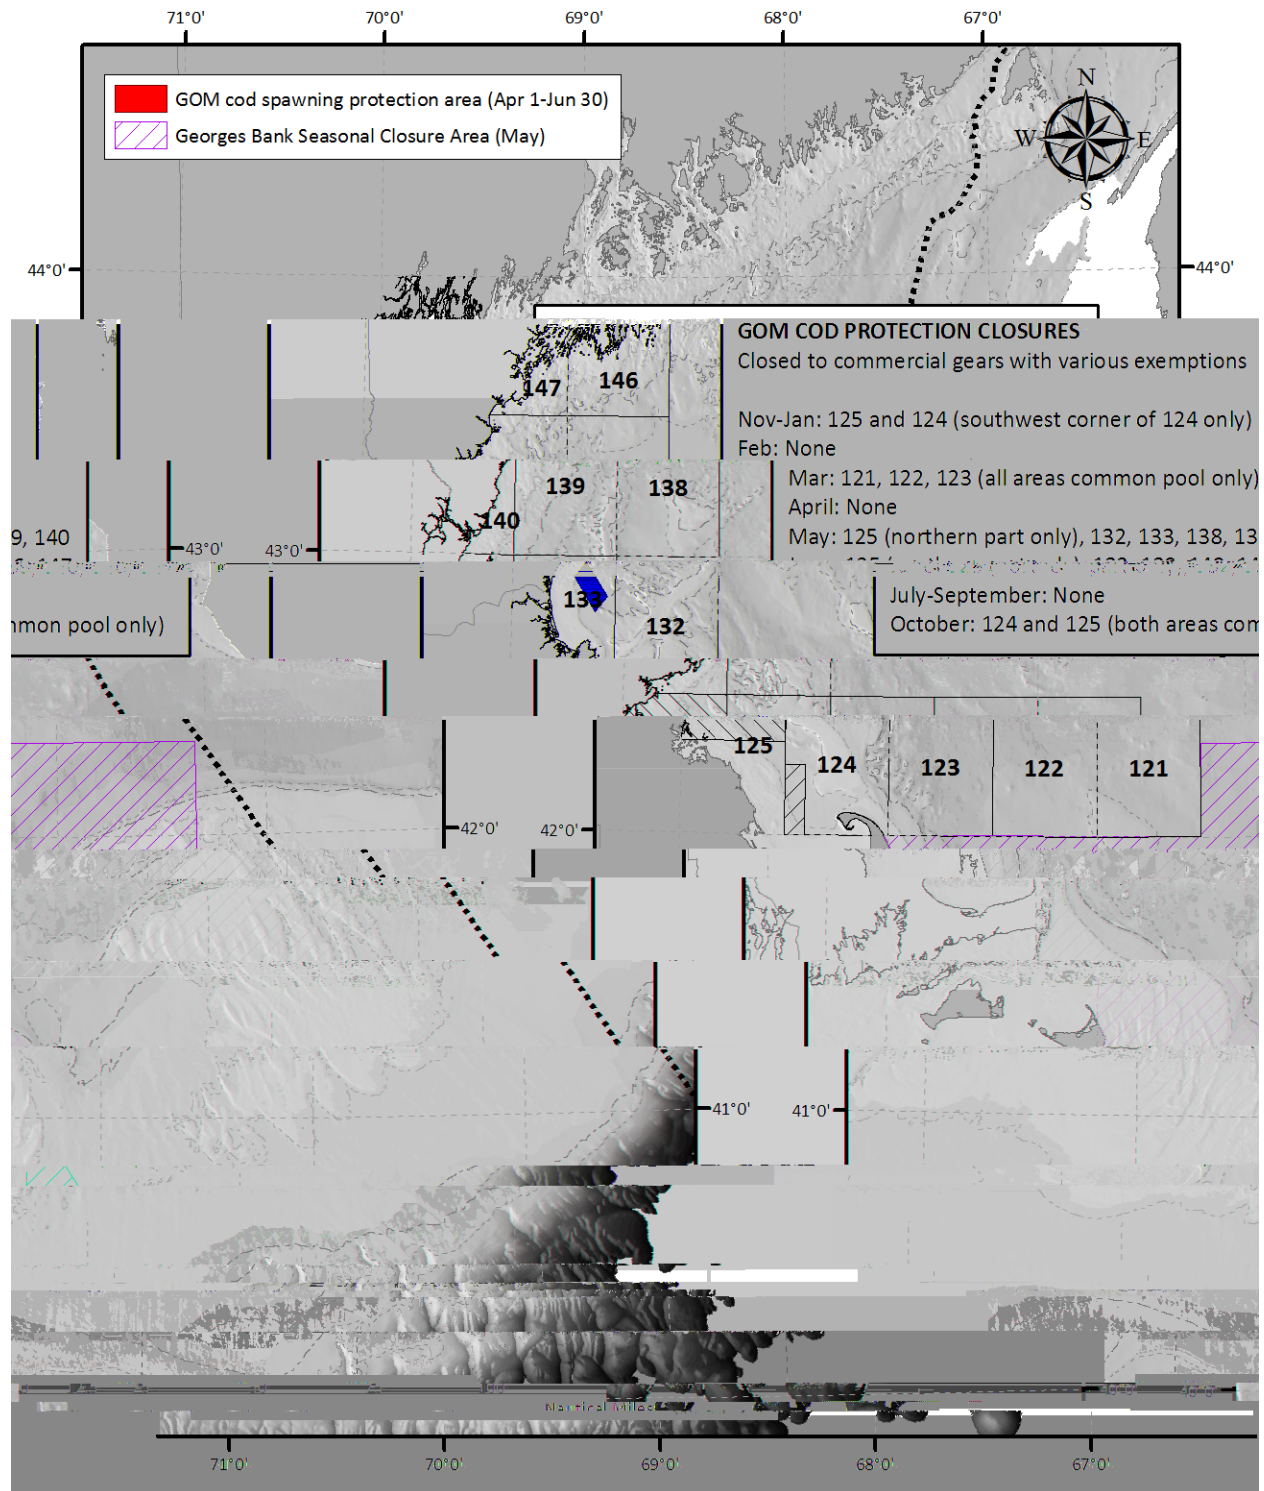 71°0' 70°0' 69°0' 68°0' 67°0'
N
GOM cod spawning protection area (Apr 1-Jun 30)
Georges Bank Seasonal Closure Area (May)
W E
S
44°0' 44°0'
GOM COD PROTECTION CLOSURES
Closed to commercial gears with various exemptions
147 146
Nov-Jan: 125 and 124 (southwest corner of 124 only)
Feb: None
Mar: 121, 122, 123 (all areas common pool only)
139 138
April: None
140
9, 140
May: 125 (northern part only), 132, 133, 138, 13
43°0' 43°0'
July-September: None
133
mmon pool only)
132
October: 124 and 125 (both areas com
125 124 123 122 121
42°0' 42°0'
41°0' 41°0'
Nautical Miles
71°0' 70°0' 69°0' 68°0' 67°0'